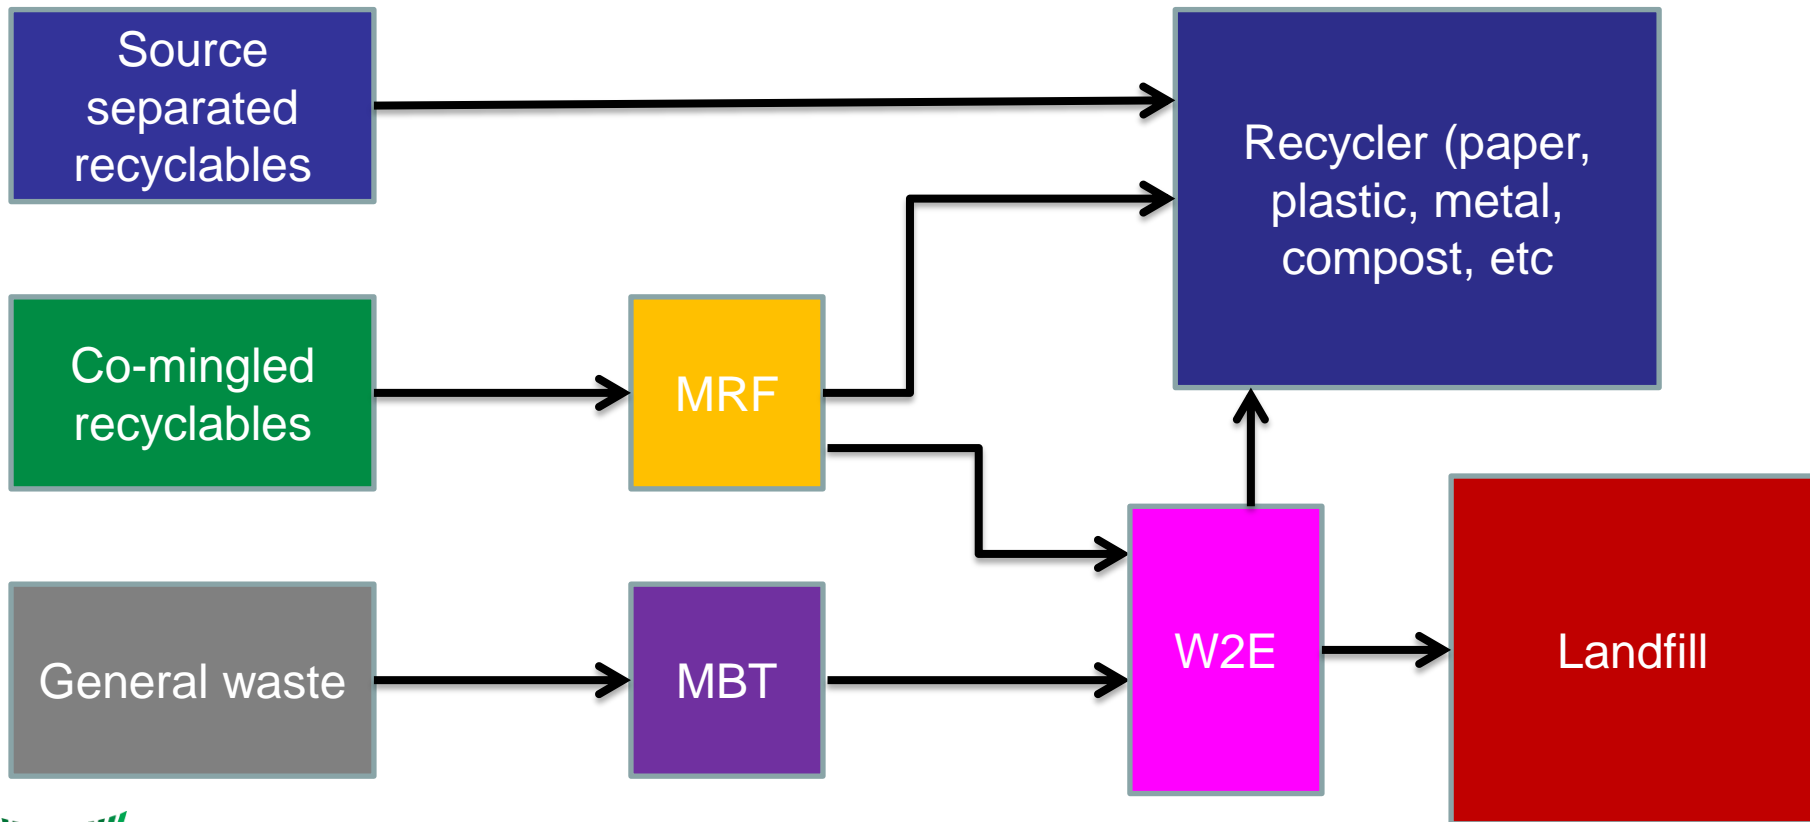 Source
separated
recyclables
Recycler (paper,
plastic, metal,
compost, etc
Co-mingled
recyclables
MRF
General waste
MBT
W2E
Landfill